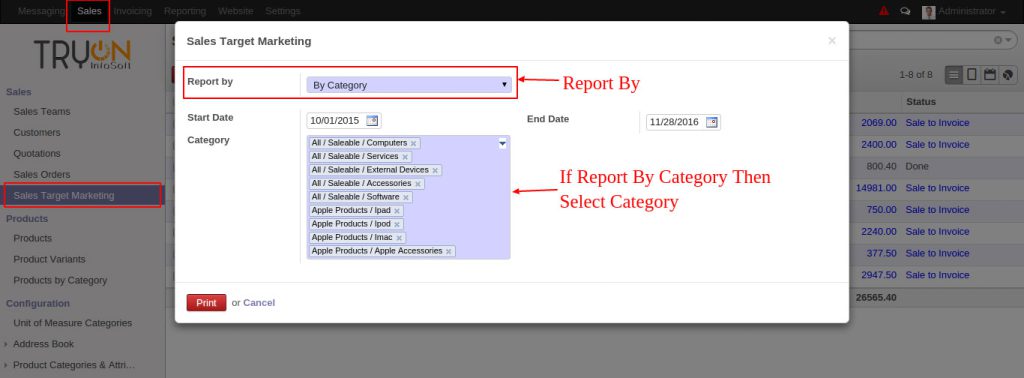 Messaging Sales Invoicing Reporting Website Settings Administrator
TRYON
InfoSoft
Sales
Sales Teams
Customers
Quotations
Sales Orders
Sales Target Marketing
Products
Products
Product Variants
Products by Category
Configuration
Unit of Measure Categories
Address Book
Product Categories & Attri...
Sales Target Marketing ×
Report by By Category
Report By
Start Date 10/01/2015 End Date 11/28/2016
Category
All / Saleable / Computers ×
All / Saleable / Services ×
All / Saleable / External Devices ×
All / Saleable / Accessories ×
All / Saleable / Software ×
Apple Products / Ipad ×
Apple Products / Ipod ×
Apple Products / Imac ×
Apple Products / Apple Accessories ×
If Report By Category Then
Select Category
Print or Cancel
1-8 of 8
Status
2069.00 Sale to Invoice
2400.00 Sale to Invoice
800.40 Done
14981.00 Sale to Invoice
750.00 Sale to Invoice
2240.00 Sale to Invoice
377.50 Sale to Invoice
2947.50 Sale to Invoice
26565.40